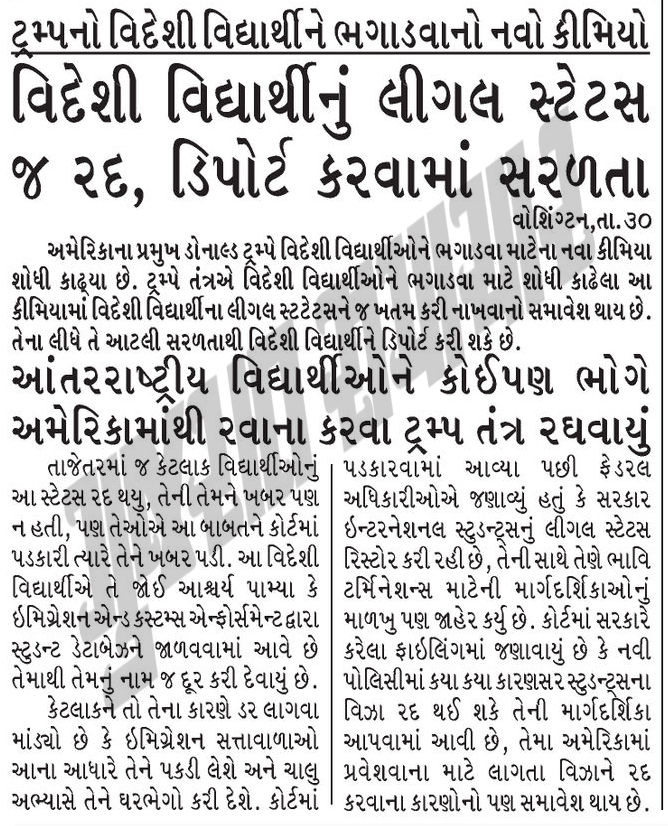 ટ્રમ્પનો વિદેશી વિદ્યાર્થીને ભગાડવાનો નવો કીમિયો
વિદેશી વિદ્યાર્થીનું લીગલ સ્ટેટસ
જ રદ, ડિપોર્ટ કરવામાં સરળતા
વોશિંગ્ટન,તા. ૩૦
અમેરિકાના પ્રમુખ ડોનાલ્ડ ટ્રમ્પે વિદેશી વિદ્યાર્થીઓને ભગાડવા માટેના નવા કીમિયા
શોધી કાઢ્યા છે. ટ્રમ્પે તંત્રએ વિદેશી વિદ્યાર્થીઓને ભગાડવા માટે શોધી કાઢેલા આ
કીમિયામાં વિદેશી વિદ્યાર્થીના લીગલ સ્ટટેટસને જ ખતમ કરી નાખવાનો સમાવેશ થાય છે.
તેના લીધે તે આટલી સરળતાથી વિદેશી વિદ્યાર્થીને ડિપોર્ટ કરી શકે છે.
આંતરરાષ્ટ્રીય વિદ્યાર્થીઓને કોઈપણ ભોગે
અમેરિકામાંથી રવાના કરવા ટ્રમ્પ તંત્ર રઘવાયું
તાજેતરમાં જ કેટલાક વિદ્યાર્થીઓનું
આ સ્ટેટસ રદ થયુ, તેની તેમને ખબર પણ
ન હતી, પણ તેઓએ આ બાબતને કોર્ટમાં
પડકારી ત્યારે તેને ખબર પડી. આ વિદેશી
વિદ્યાર્થીએ તે જોઈ આશ્ચર્ય પામ્યા કે
ઇમિગ્રેશન એન્ડ કસ્ટમ્સ એન્ફોર્સમેન્ટ દ્વારા
સ્ટુડન્ટ ડેટાબેઝને જાળવવામાં આવે છે
તેમાથી તેમનું નામ જ દૂર કરી દેવાયું છે.
કેટલાકને તો તેના કારણે ડર લાગવા
માંડ્યો છે કે ઇમિગ્રેશન સત્તાવાળાઓ
આના આધારે તેને પકડી લેશે અને ચાલુ
અભ્યાસે તેને ઘરભેગો કરી દેશે. કોર્ટમાં
પડકારવામાં આવ્યા પછી ફેડરલ
અધિકારીઓએ જણાવ્યું હતું કે સરકાર
ઇન્ટરનેશનલ સ્ટુડન્ટ્સનું લીગલ સ્ટેટસ
રિસ્ટોર કરી રહી છે, તેની સાથે તેણે ભાવિ
ટર્મિનેશન્સ માટેની માર્ગદર્શિકાઓનું
માળખુ પણ જાહેર કર્યુ છે. કોર્ટમાં સરકારે
કરેલા ફાઇલિંગમાં જણાવાયું છે કે નવી
પોલિસીમાં કયા કયા કારણસર સ્ટુડન્ટ્સના
વિઝા રદ થઈ શકે તેની માર્ગદર્શિકા
આપવામાં આવી છે, તેમા અમેરિકામાં
પ્રવેશવાના માટે લાગતા વિઝાને રદ
કરવાના કારણોનો પણ સમાવેશ થાય છે.